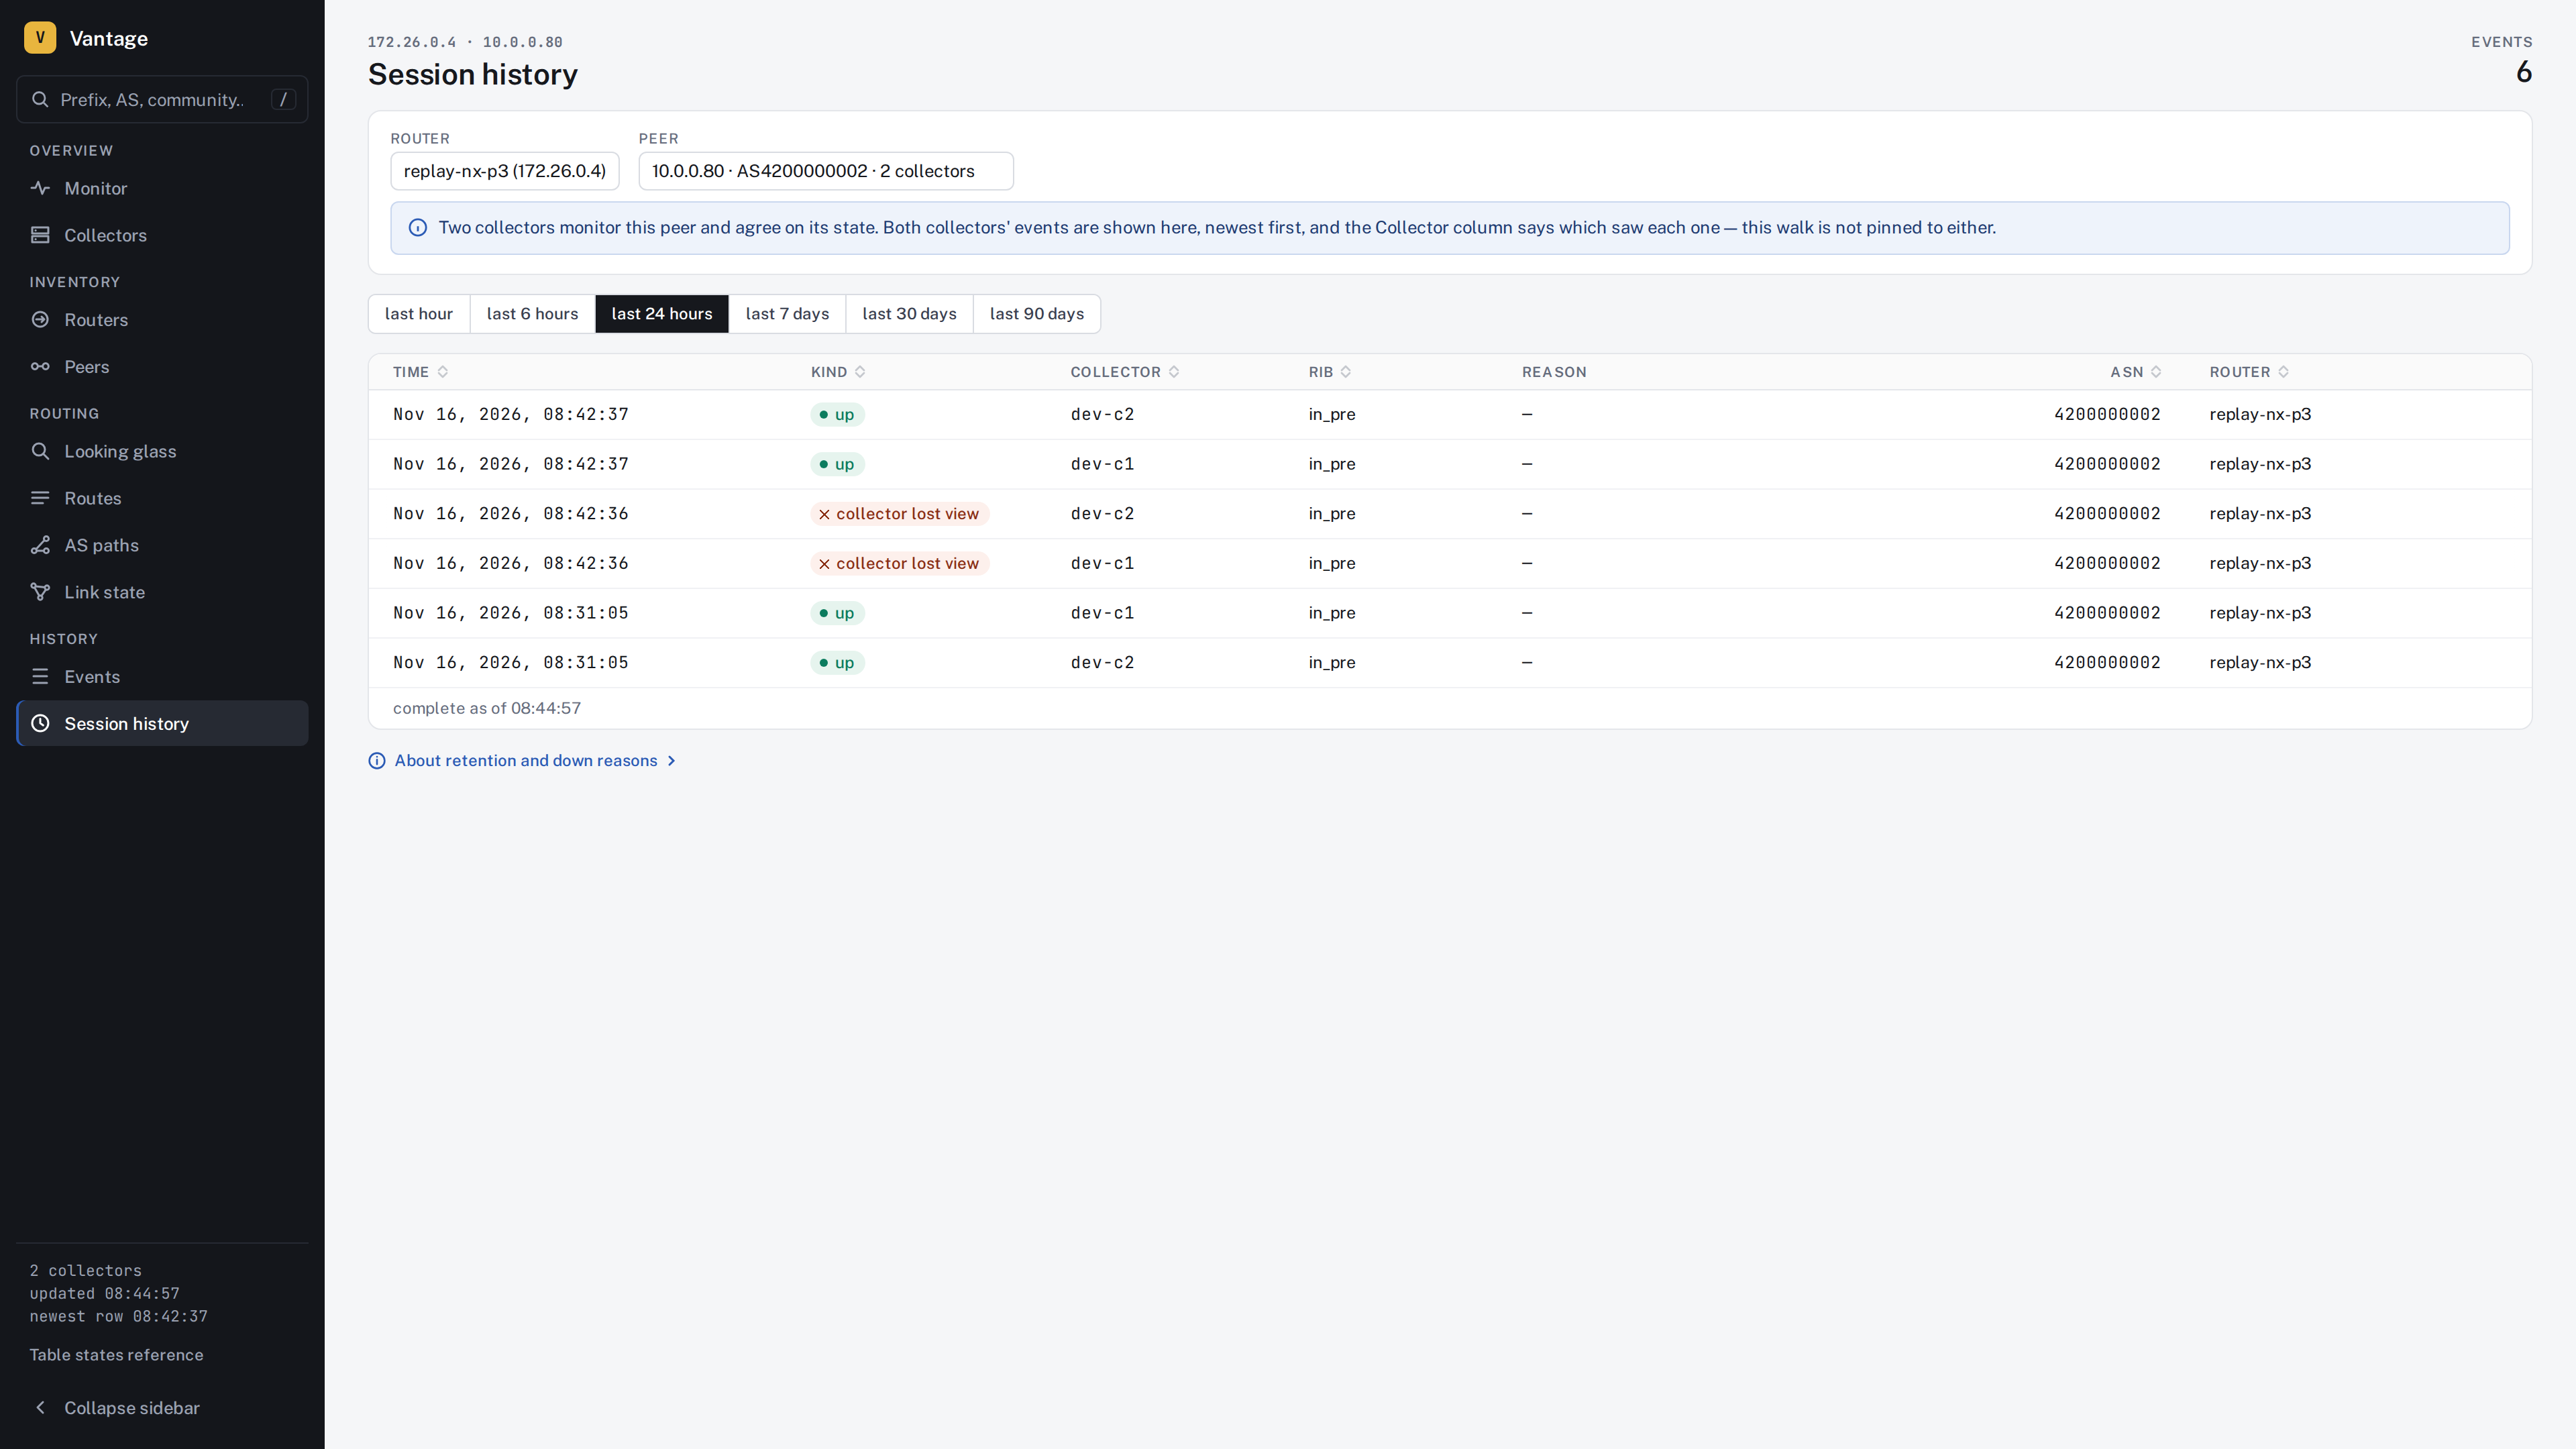 V Vantage
Prefix, AS, community.. /
OVERVIEW
Monitor
Collectors
INVENTORY
Routers
Peers
ROUTING
Looking glass
Routes
AS paths
Link state
HISTORY
Events
Session history
2 collectors
updated 08:44:57
newest row 08:42:37
Table states reference
Collapse sidebar
172.26.0.4 · 10.0.0.80
Session history
EVENTS
6
ROUTER PEER
replay-nx-p3 (172.26.0.4) 10.0.0.80 · AS4200000002 · 2 collectors
Two collectors monitor this peer and agree on its state. Both collectors' events are shown here, newest first, and the Collector column says which saw each one — this walk is not pinned to either.
last hour last 6 hours last 24 hours last 7 days last 30 days last 90 days
TIME KIND COLLECTOR RIB REASON ASN ROUTER
Nov 16, 2026, 08:42:37 up dev-c2 in_pre — 4200000002 replay-nx-p3
Nov 16, 2026, 08:42:37 up dev-c1 in_pre — 4200000002 replay-nx-p3
Nov 16, 2026, 08:42:36 collector lost view dev-c2 in_pre — 4200000002 replay-nx-p3
Nov 16, 2026, 08:42:36 collector lost view dev-c1 in_pre — 4200000002 replay-nx-p3
Nov 16, 2026, 08:31:05 up dev-c1 in_pre — 4200000002 replay-nx-p3
Nov 16, 2026, 08:31:05 up dev-c2 in_pre — 4200000002 replay-nx-p3
complete as of 08:44:57
About retention and down reasons